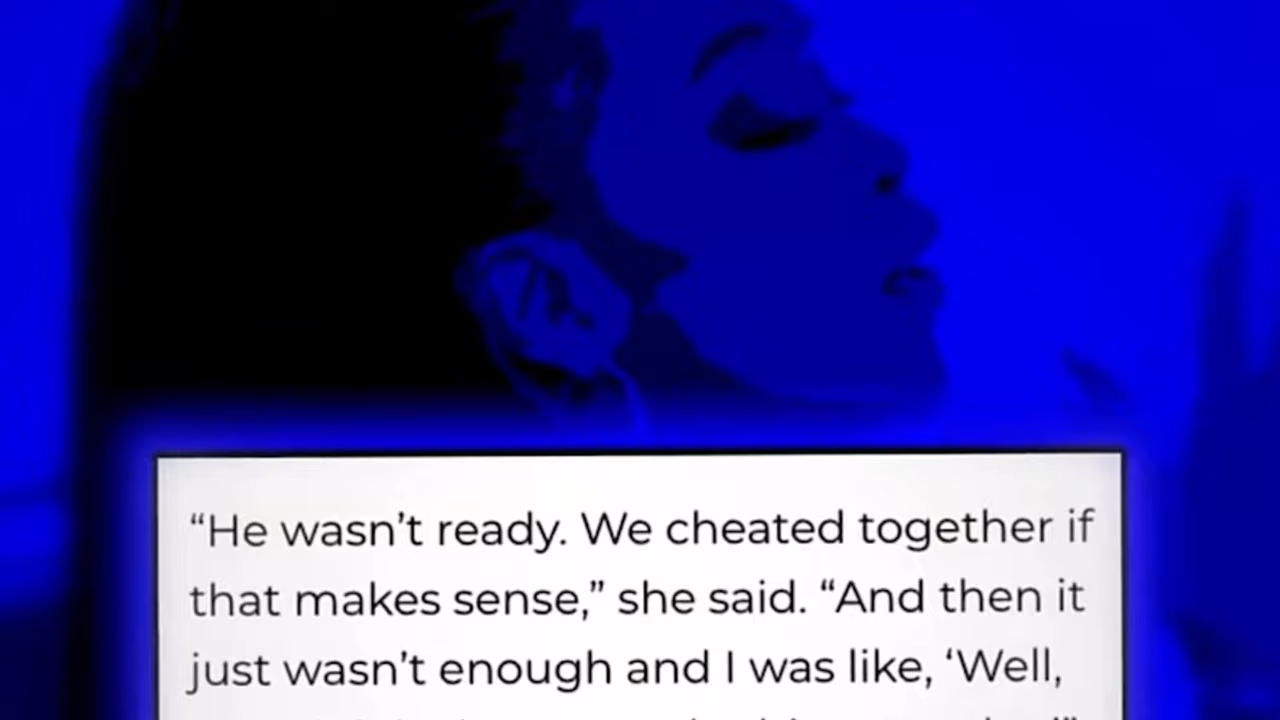 “He wasn’t ready. We cheated together if
that makes sense,” she said. “And then it
just wasn’t enough and I was like, ‘Well,